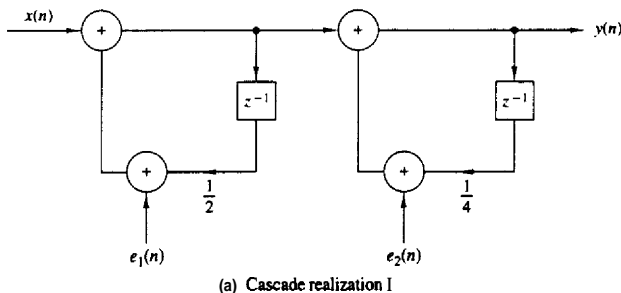 x(n) + + y(n)
z⁻¹ z⁻¹
+ 1/2 + 1/4
e₁(n) e₂(n)
(a) Cascade realization I